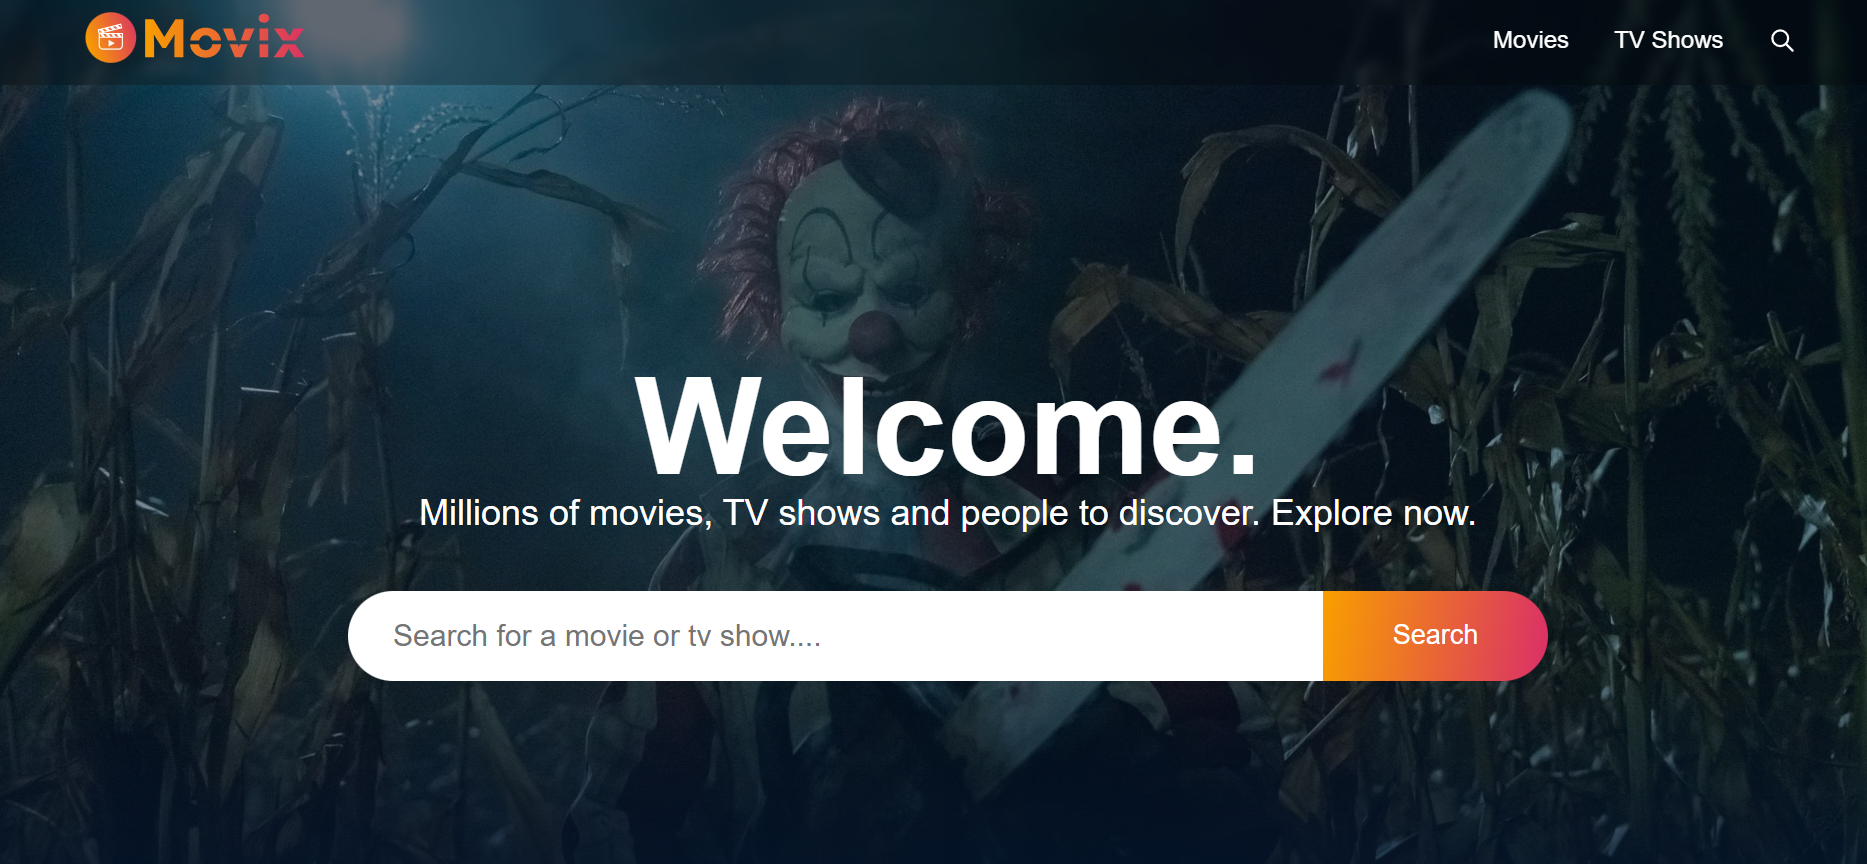 Movix
Movies
TV Shows
Welcome.
Millions of movies, TV shows and people to discover. Explore now.
Search for a movie or tv show....
Search